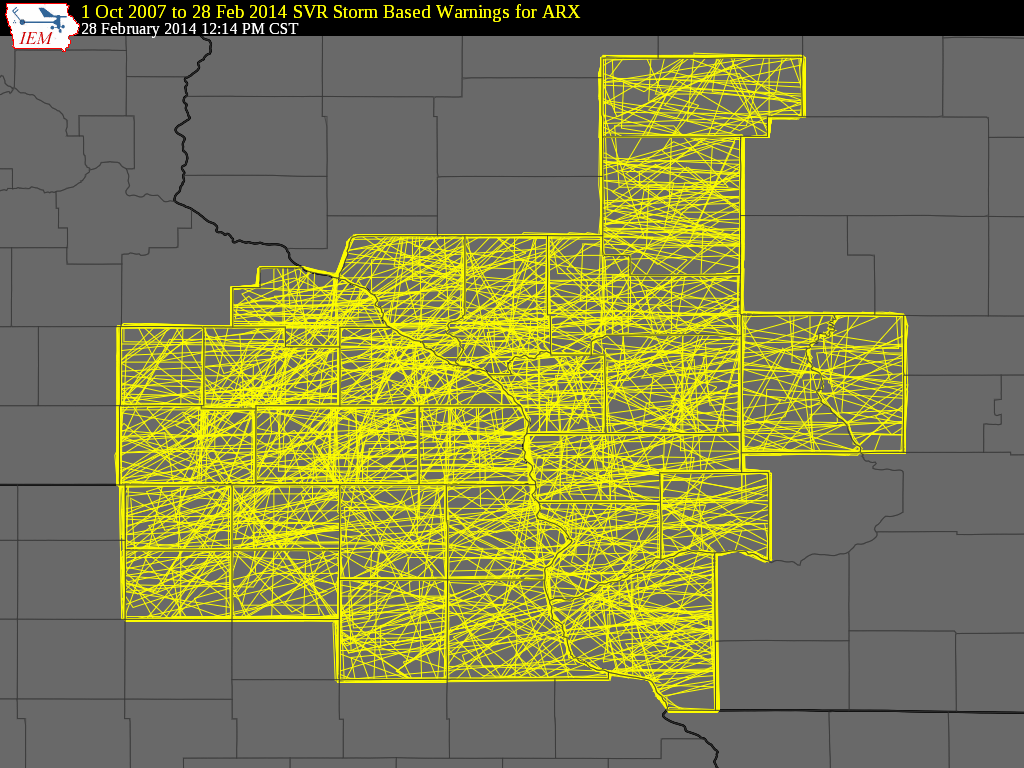 1 Oct 2007 to 28 Feb 2014 SVR Storm Based Warnings for ARX
28 February 2014 12:14 PM CST
IEM